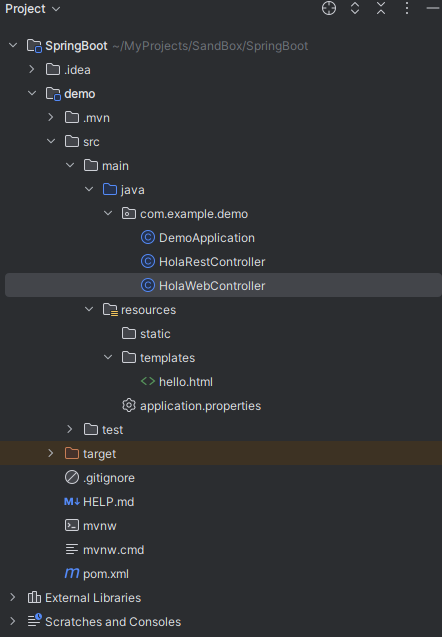 Project
SpringBoot ~/MyProjects/SandBox/SpringBoot
.idea
demo
.mvn
src
main
java
com.example.demo
DemoApplication
HolaRestController
HolaWebController
resources
static
templates
<> hello.html
application.properties
test
target
.gitignore
M↓ HELP.md
mvnw
mvnw.cmd
m pom.xml
External Libraries
Scratches and Consoles